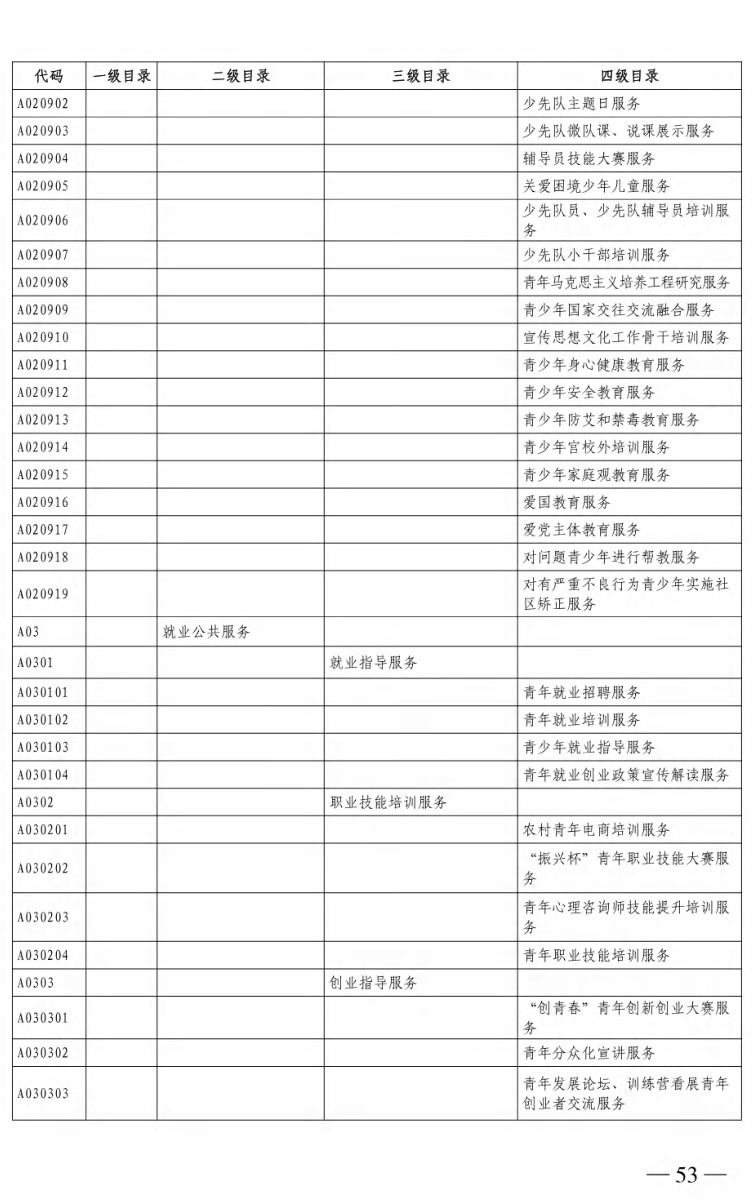 代码 一级目录 二级目录 三级目录 四级目录
A020902 少先队主题日服务
A020903 少先队微队课、说课展示服务
A020904 辅导员技能大赛服务
A020905 关爱困境少年儿童服务
A020906 少先队员、少先队辅导员培训服
务
A020907 少先队小干部培训服务
A020908 青年马克思主义培养工程研究服务
A020909 青少年国家交往交流融合服务
A020910 宣传思想文化工作骨干培训服务
A020911 青少年身心健康教育服务
A020912 青少年安全教育服务
A020913 青少年防艾和禁毒教育服务
A020914 青少年宫校外培训服务
A020915 青少年家庭观教育服务
A020916 爱国教育服务
A020917 爱党主体教育服务
A020918 对问题青少年进行帮教服务
A020919 对有严重不良行为青少年实施社
区矫正服务
A03 就业公共服务
A0301 就业指导服务
A030101 青年就业招聘服务
A030102 青年就业培训服务
A030103 青少年就业指导服务
A030104 青年就业创业政策宣传解读服务
A0302 职业技能培训服务
A030201 农村青年电商培训服务
A030202 “振兴杯”青年职业技能大赛服
务
A030203 青年心理咨询师技能提升培训服
务
A030204 青年职业技能培训服务
A0303 创业指导服务
A030301 “创青春”青年创新创业大赛服
务
A030302 青年分众化宣讲服务
A030303 青年发展论坛、训练营看展青年
创业者交流服务
— 53 —